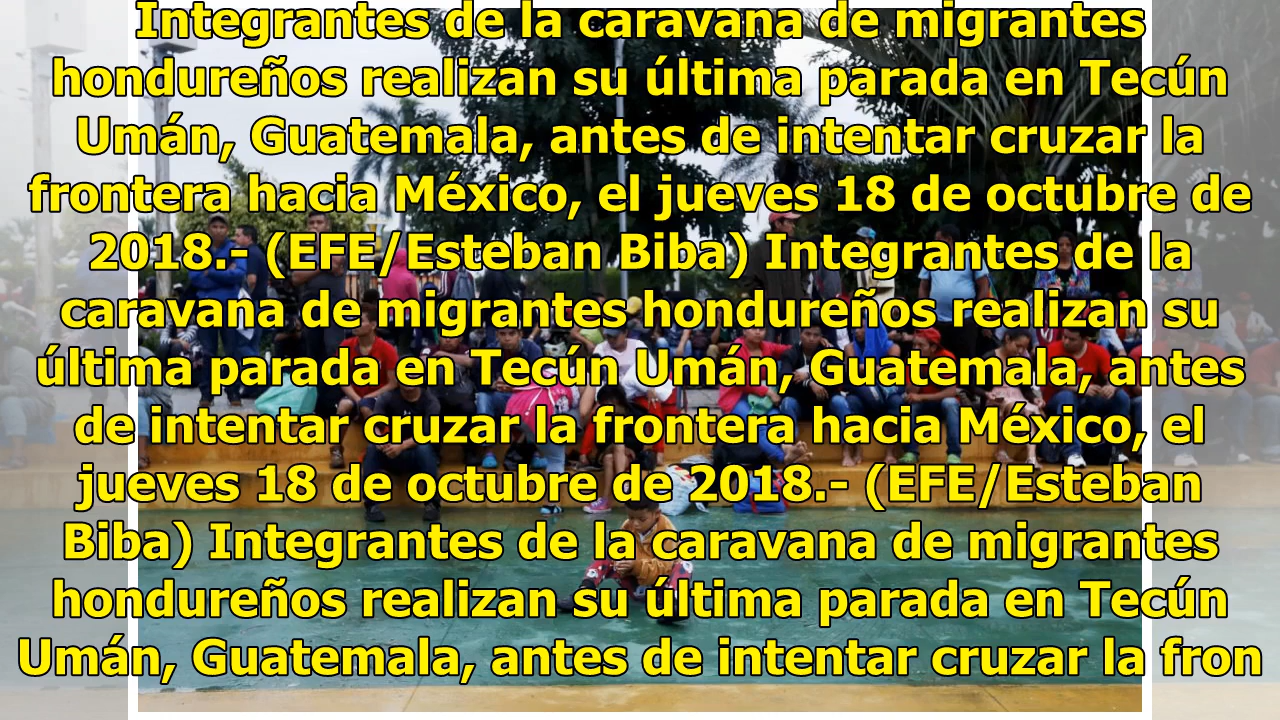 Integrantes de la caravana de migrantes
hondureños realizan su última parada en Tecún
Umán, Guatemala, antes de intentar cruzar la
frontera hacia México, el jueves 18 de octubre de
2018.- (EFE/Esteban Biba) Integrantes de la
caravana de migrantes hondureños realizan su
última parada en Tecún Umán, Guatemala, antes
de intentar cruzar la frontera hacia México, el
jueves 18 de octubre de 2018.- (EFE/Esteban
Biba) Integrantes de la caravana de migrantes
hondureños realizan su última parada en Tecún
Umán, Guatemala, antes de intentar cruzar la fron